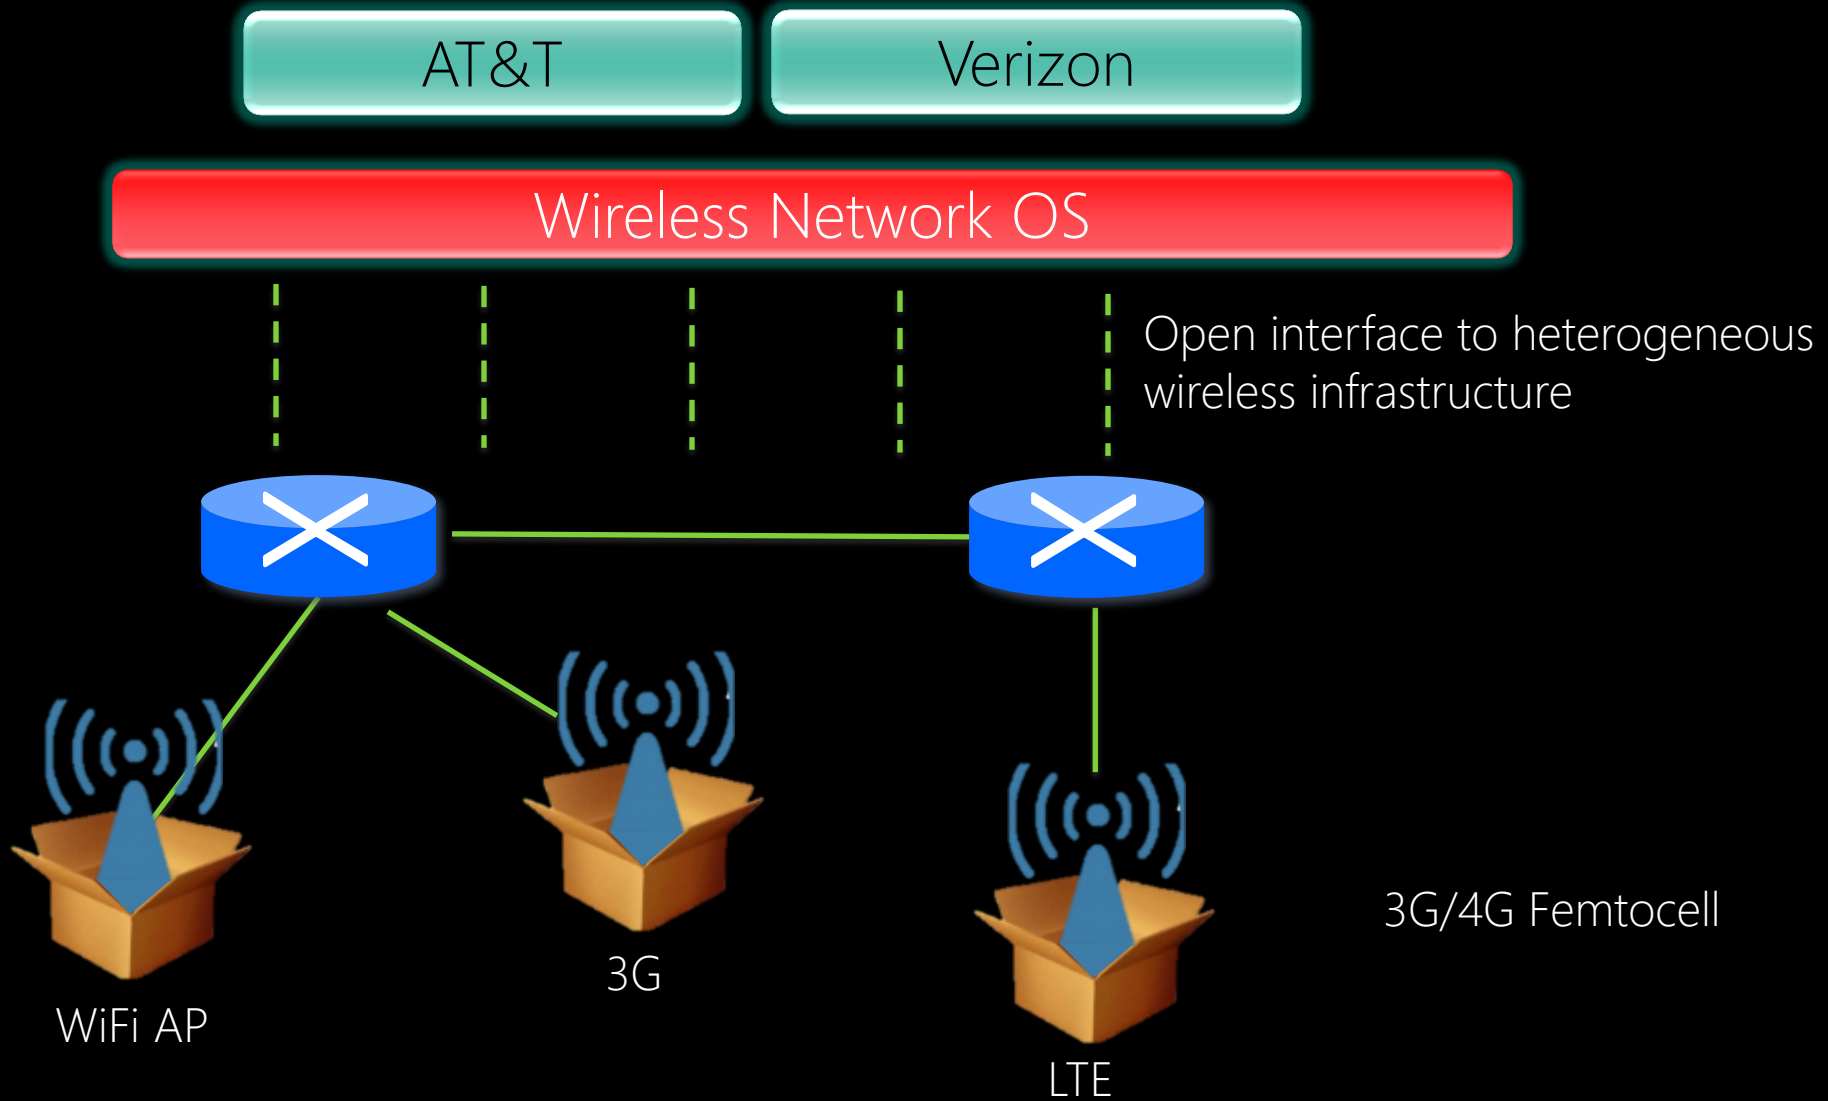 AT&T
Verizon
Wireless Network OS
Open interface to heterogeneous
wireless infrastructure
3G/4G Femtocell
3G
WiFi AP
LTE